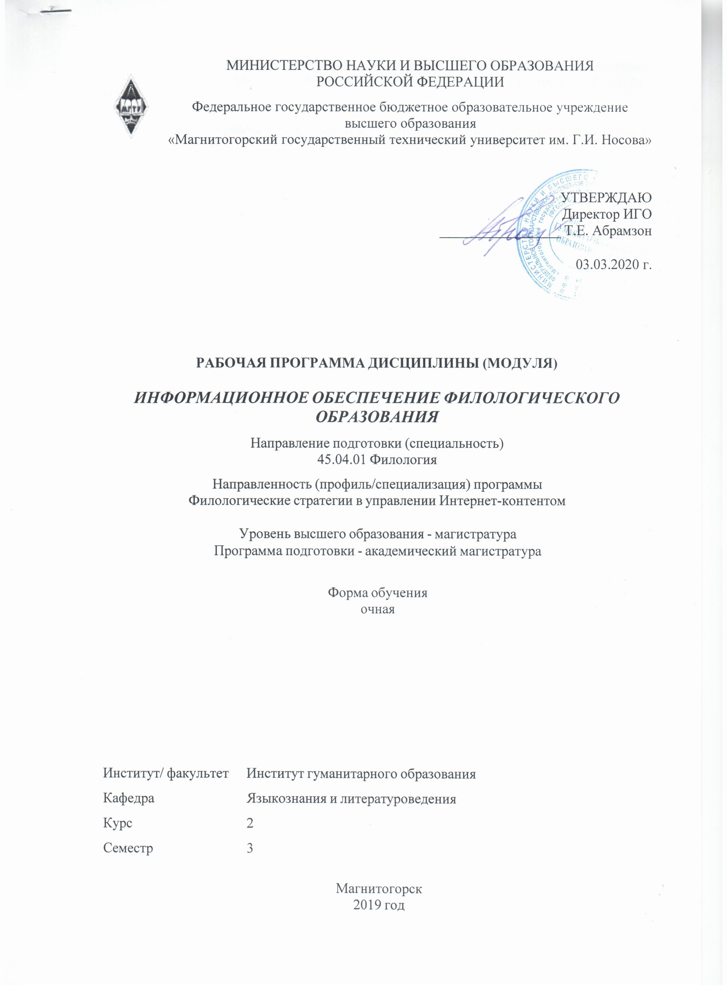 МИНИСТЕРСТВО НАУКИ И ВЫСШЕГО ОБРАЗОВАНИЯ
РОССИЙСКОЙ ФЕДЕРАЦИИ
МГТУ
Федеральное государственное бюджетное образовательное учреждение
высшего образования
«Магнитогорский государственный технический университет им. Г.И. Носова»
УТВЕРЖДАЮ
Директор ИГО
Т.Е. Абрамзон
03.03.2020 г.
МИНИСТЕРСТВО НАУКИ И ВЫСШЕГО
РАБОЧАЯ ПРОГРАММА ДИСЦИПЛИНЫ (МОДУЛЯ)
ИНФОРМАЦИОННОЕ ОБЕСПЕЧЕНИЕ ФИЛОЛОГИЧЕСКОГО
ОБРАЗОВАНИЯ
Направление подготовки (специальность)
45.04.01 Филология
Направленность (профиль/специализация) программы
Филологические стратегии в управлении Интернет-контентом
Уровень высшего образования - магистратура
Программа подготовки - академический магистратура
Форма обучения
очная
Институт/ факультет Институт гуманитарного образования
Кафедра Языкознания и литературоведения
Курс 2
Семестр 3
Магнитогорск
2019 год